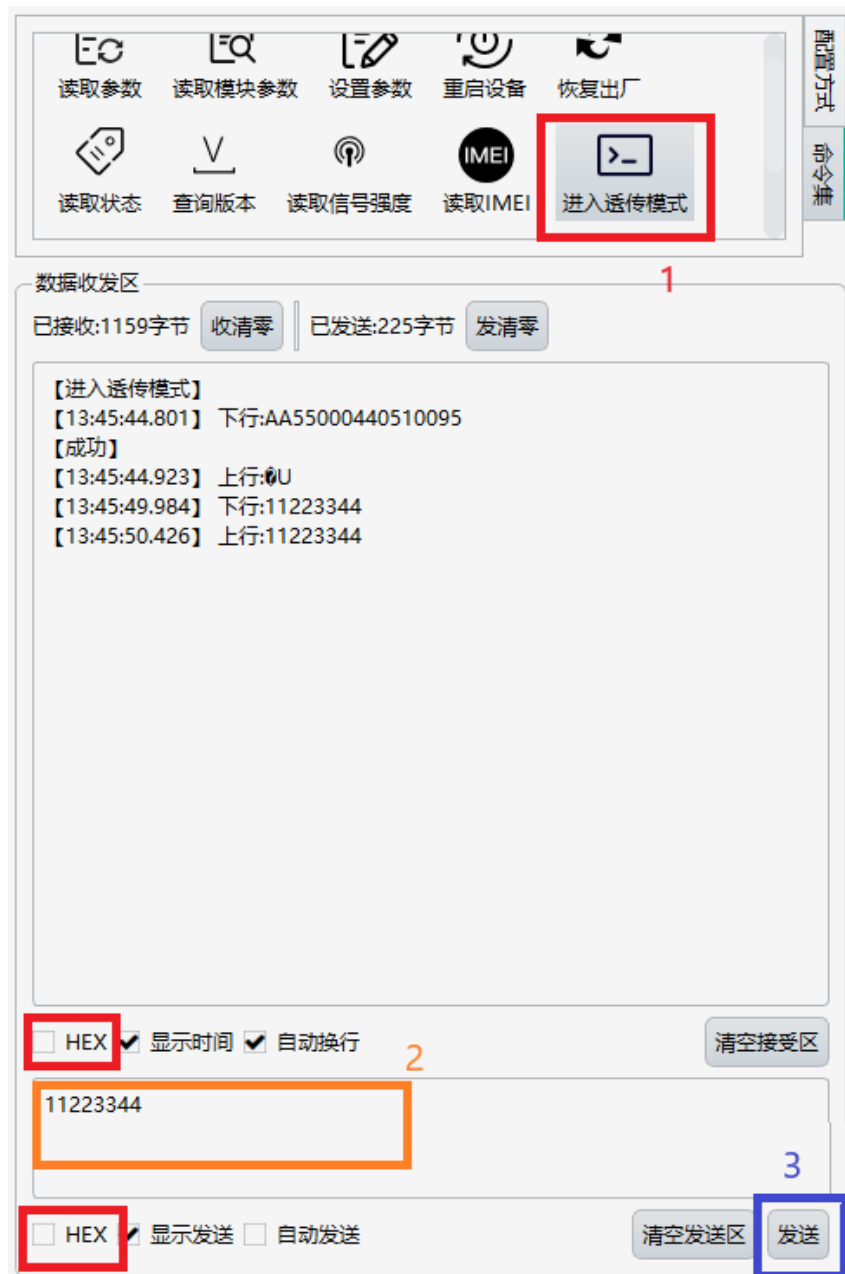 读取参数 读取模块参数 设置参数 重启设备 恢复出厂
配置方式
V
IMEI
>_
读取状态 查询版本 读取信号强度 读取IMEI 进入透传模式
命令集
1
数据收发区
已接收:1159字节 收清零 已发送:225字节 发清零
【进入透传模式】
【13:45:44.801】 下行:AA55000440510095
【成功】
【13:45:44.923】 上行:�U
【13:45:49.984】 下行:11223344
【13:45:50.426】 上行:11223344
HEX 显示时间 自动换行 清空接受区
2
11223344
3
HEX 显示发送 自动发送 清空发送区 发送